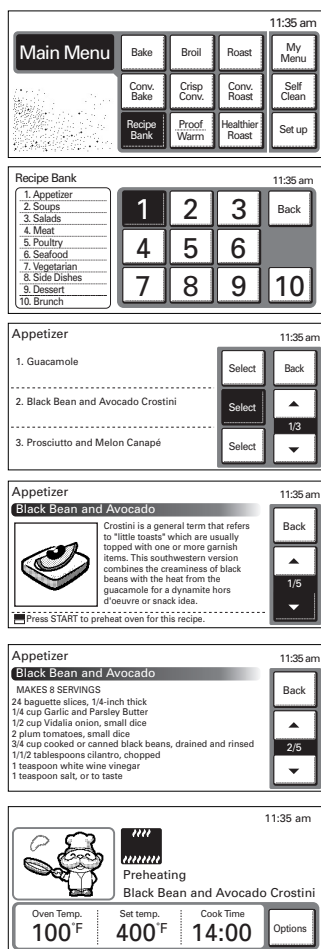 11:35 am
Main Menu
Bake
Broil
Roast
My
Menu
Conv.
Bake
Crisp
Conv.
Conv.
Roast
Self
Clean
Recipe
Bank
Proof
Warm
Healthier
Roast
Set up
Recipe Bank
11:35 am
1. Appetizer
2. Soups
3. Salads
4. Meat
5. Poultry
6. Seafood
7. Vegetarian
8. Side Dishes
9. Dessert
10. Brunch
1
2
3
Back
4
5
6
7
8
9
10
Appetizer
11:35 am
1. Guacamole
Select
Back
2. Black Bean and Avocado Crostini
Select
1/3
3. Prosciutto and Melon Canapé
Select
Appetizer
11:35 am
Black Bean and Avocado
Crostini is a general term that refers
to "little toasts" which are usually
topped with one or more garnish
items. This southwestern version
combines the creaminess of black
beans with the heat from the
guacamole for a dynamite hors
d'oeuvre or snack idea.
Back
1/5
Press START to preheat oven for this recipe.
Appetizer
11:35 am
Black Bean and Avocado
MAKES 8 SERVINGS
24 baguette slices, 1/4-inch thick
1/4 cup Garlic and Parsley Butter
1/2 cup Vidalia onion, small dice
2 plum tomatoes, small dice
3/4 cup cooked or canned black beans, drained and rinsed
1/1/2 tablespoons cilantro, chopped
1 teaspoon white wine vinegar
1 teaspoon salt, or to taste
Back
2/5
11:35 am
Preheating
Black Bean and Avocado Crostini
Oven Temp.
100°F
Set temp.
400°F
Cook Time
14:00
Options